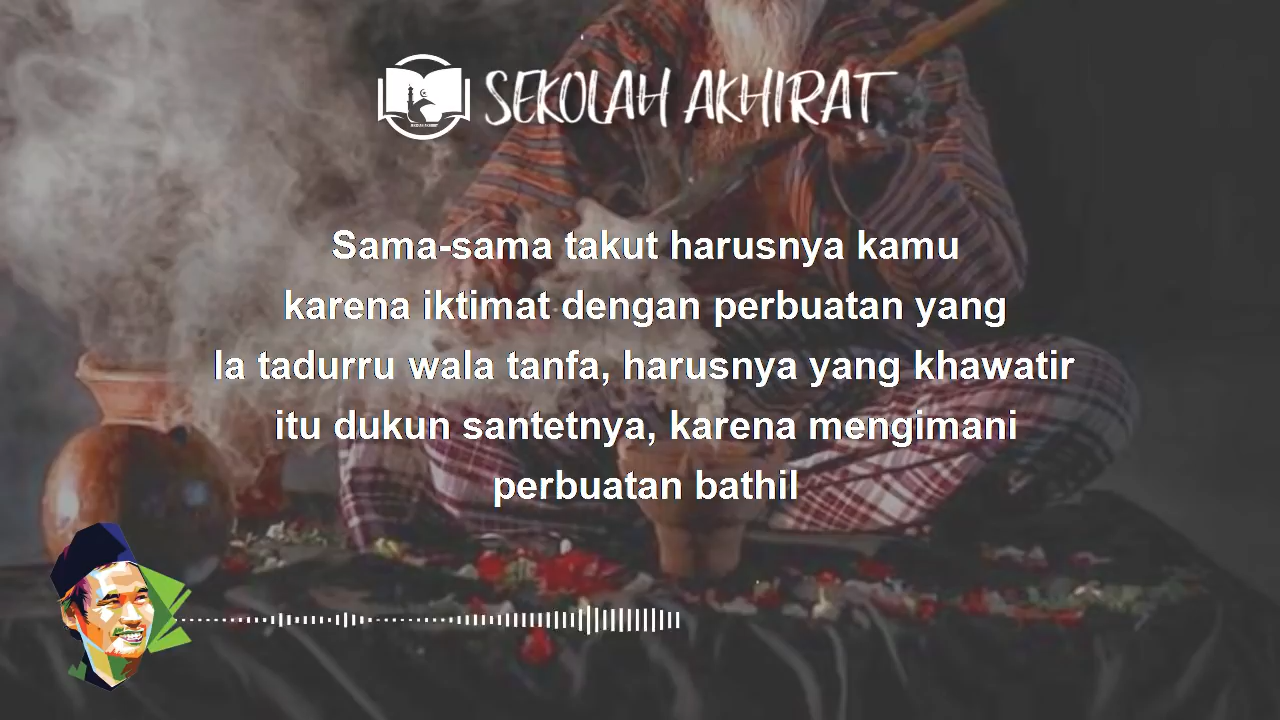 SEKOLAH AKHIRAT
Sama-sama takut harusnya kamu
karena iktimat dengan perbuatan yang
la tadurru wala tanfa, harusnya yang khawatir
itu dukun santetnya, karena mengimani
perbuatan bathil